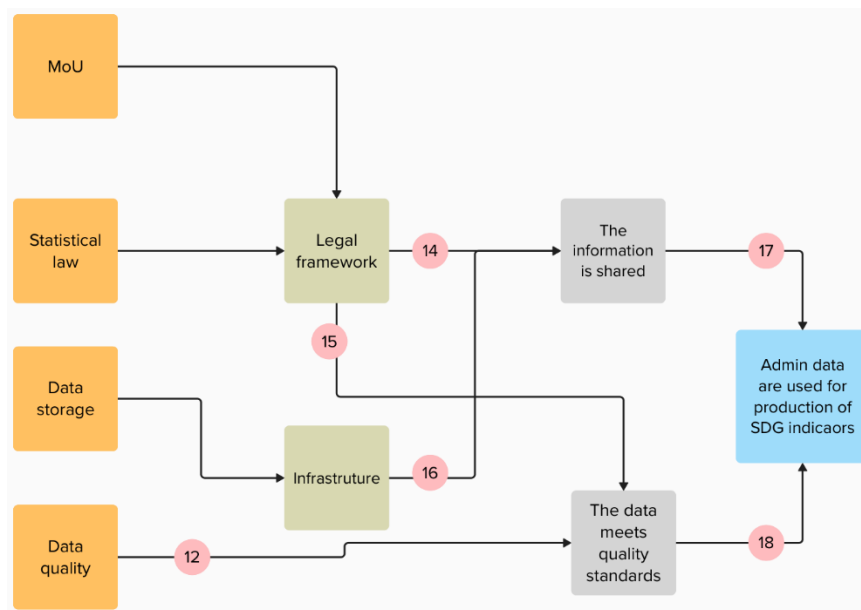 MoU
Statistical
law
Legal
framework
14
The
information
is shared
17
15
Data
storage
Admin data
are used for
production of
SDG indicaors
Infrastruture
16
Data
quality
12
The data
meets
quality
standards
18